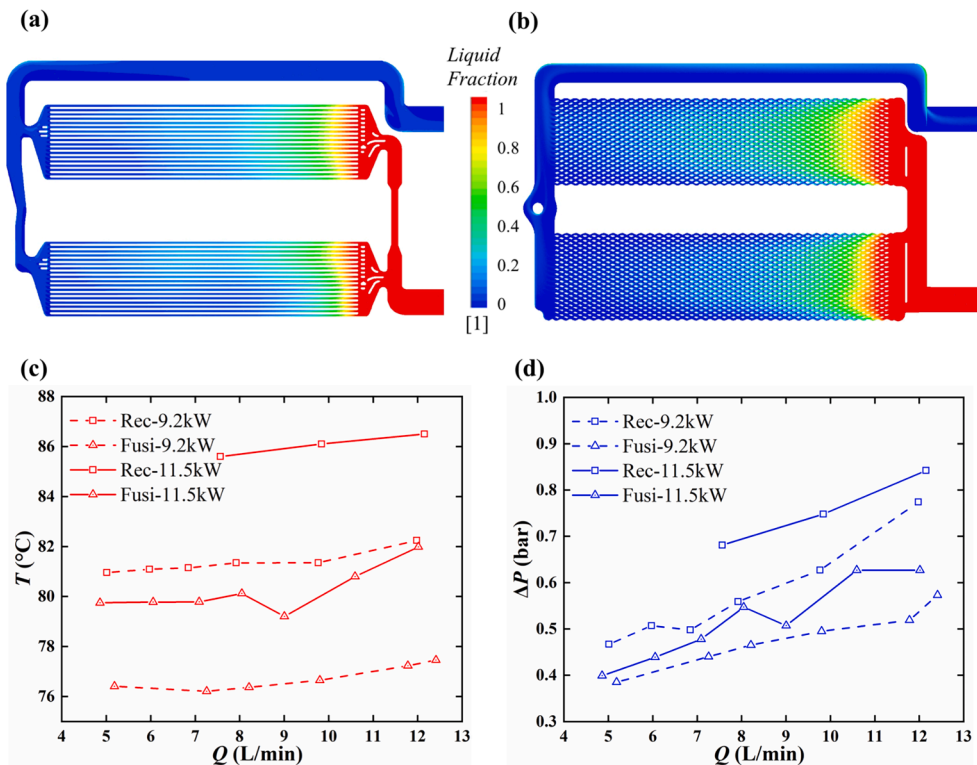 (a)
(b)
Liquid
Fraction
1
0.8
0.6
0.4
0.2
0
[1]
(c)
88
86
84
82
80
78
76
T (°C)
Rec-9.2kW
Fusi-9.2kW
Rec-11.5kW
Fusi-11.5kW
4 5 6 7 8 9 10 11 12 13
Q (L/min)
(d)
1.0
0.9
0.8
0.7
0.6
0.5
0.4
0.3
ΔP (bar)
Rec-9.2kW
Fusi-9.2kW
Rec-11.5kW
Fusi-11.5kW
4 5 6 7 8 9 10 11 12 13
Q (L/min)